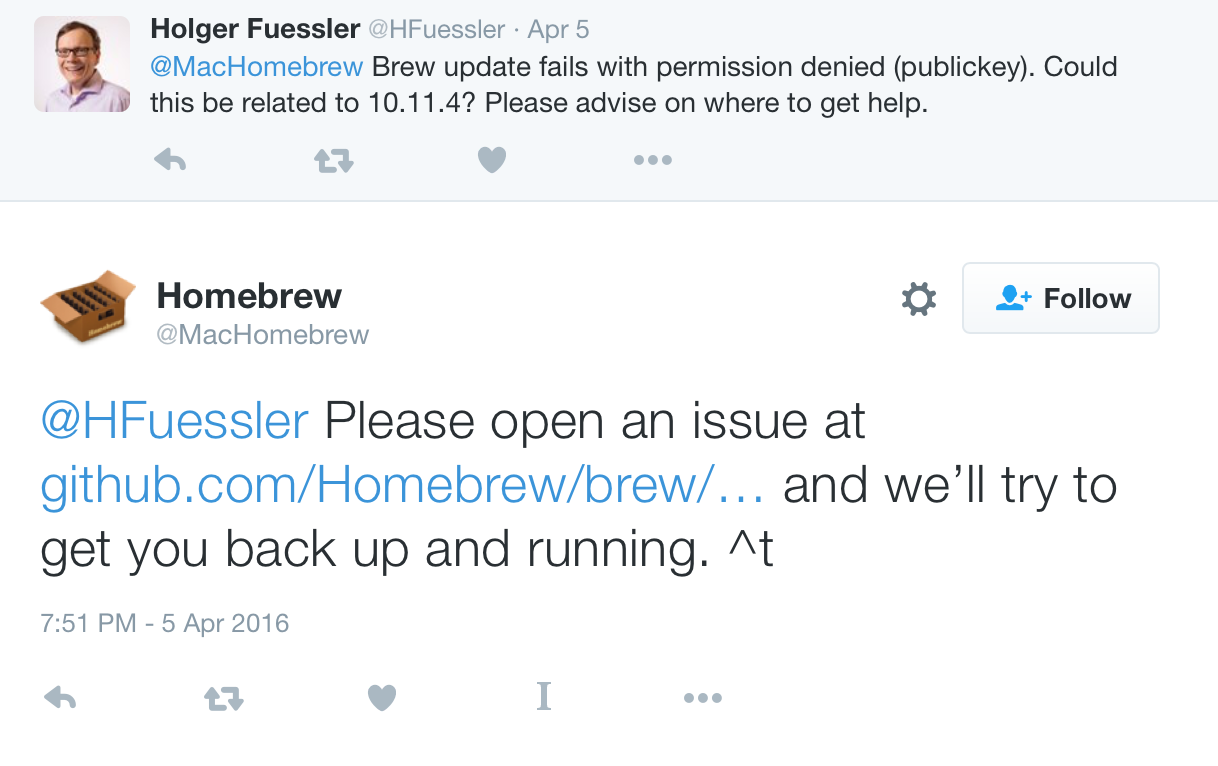 Holger Fuessler @HFuessler · Apr 5
@MacHomebrew Brew update fails with permission denied (publickey). Could
this be related to 10.11.4? Please advise on where to get help.
Homebrew
@MacHomebrew
Follow
@HFuessler Please open an issue at
github.com/Homebrew/brew/… and we’ll try to
get you back up and running. ^t
7:51 PM - 5 Apr 2016